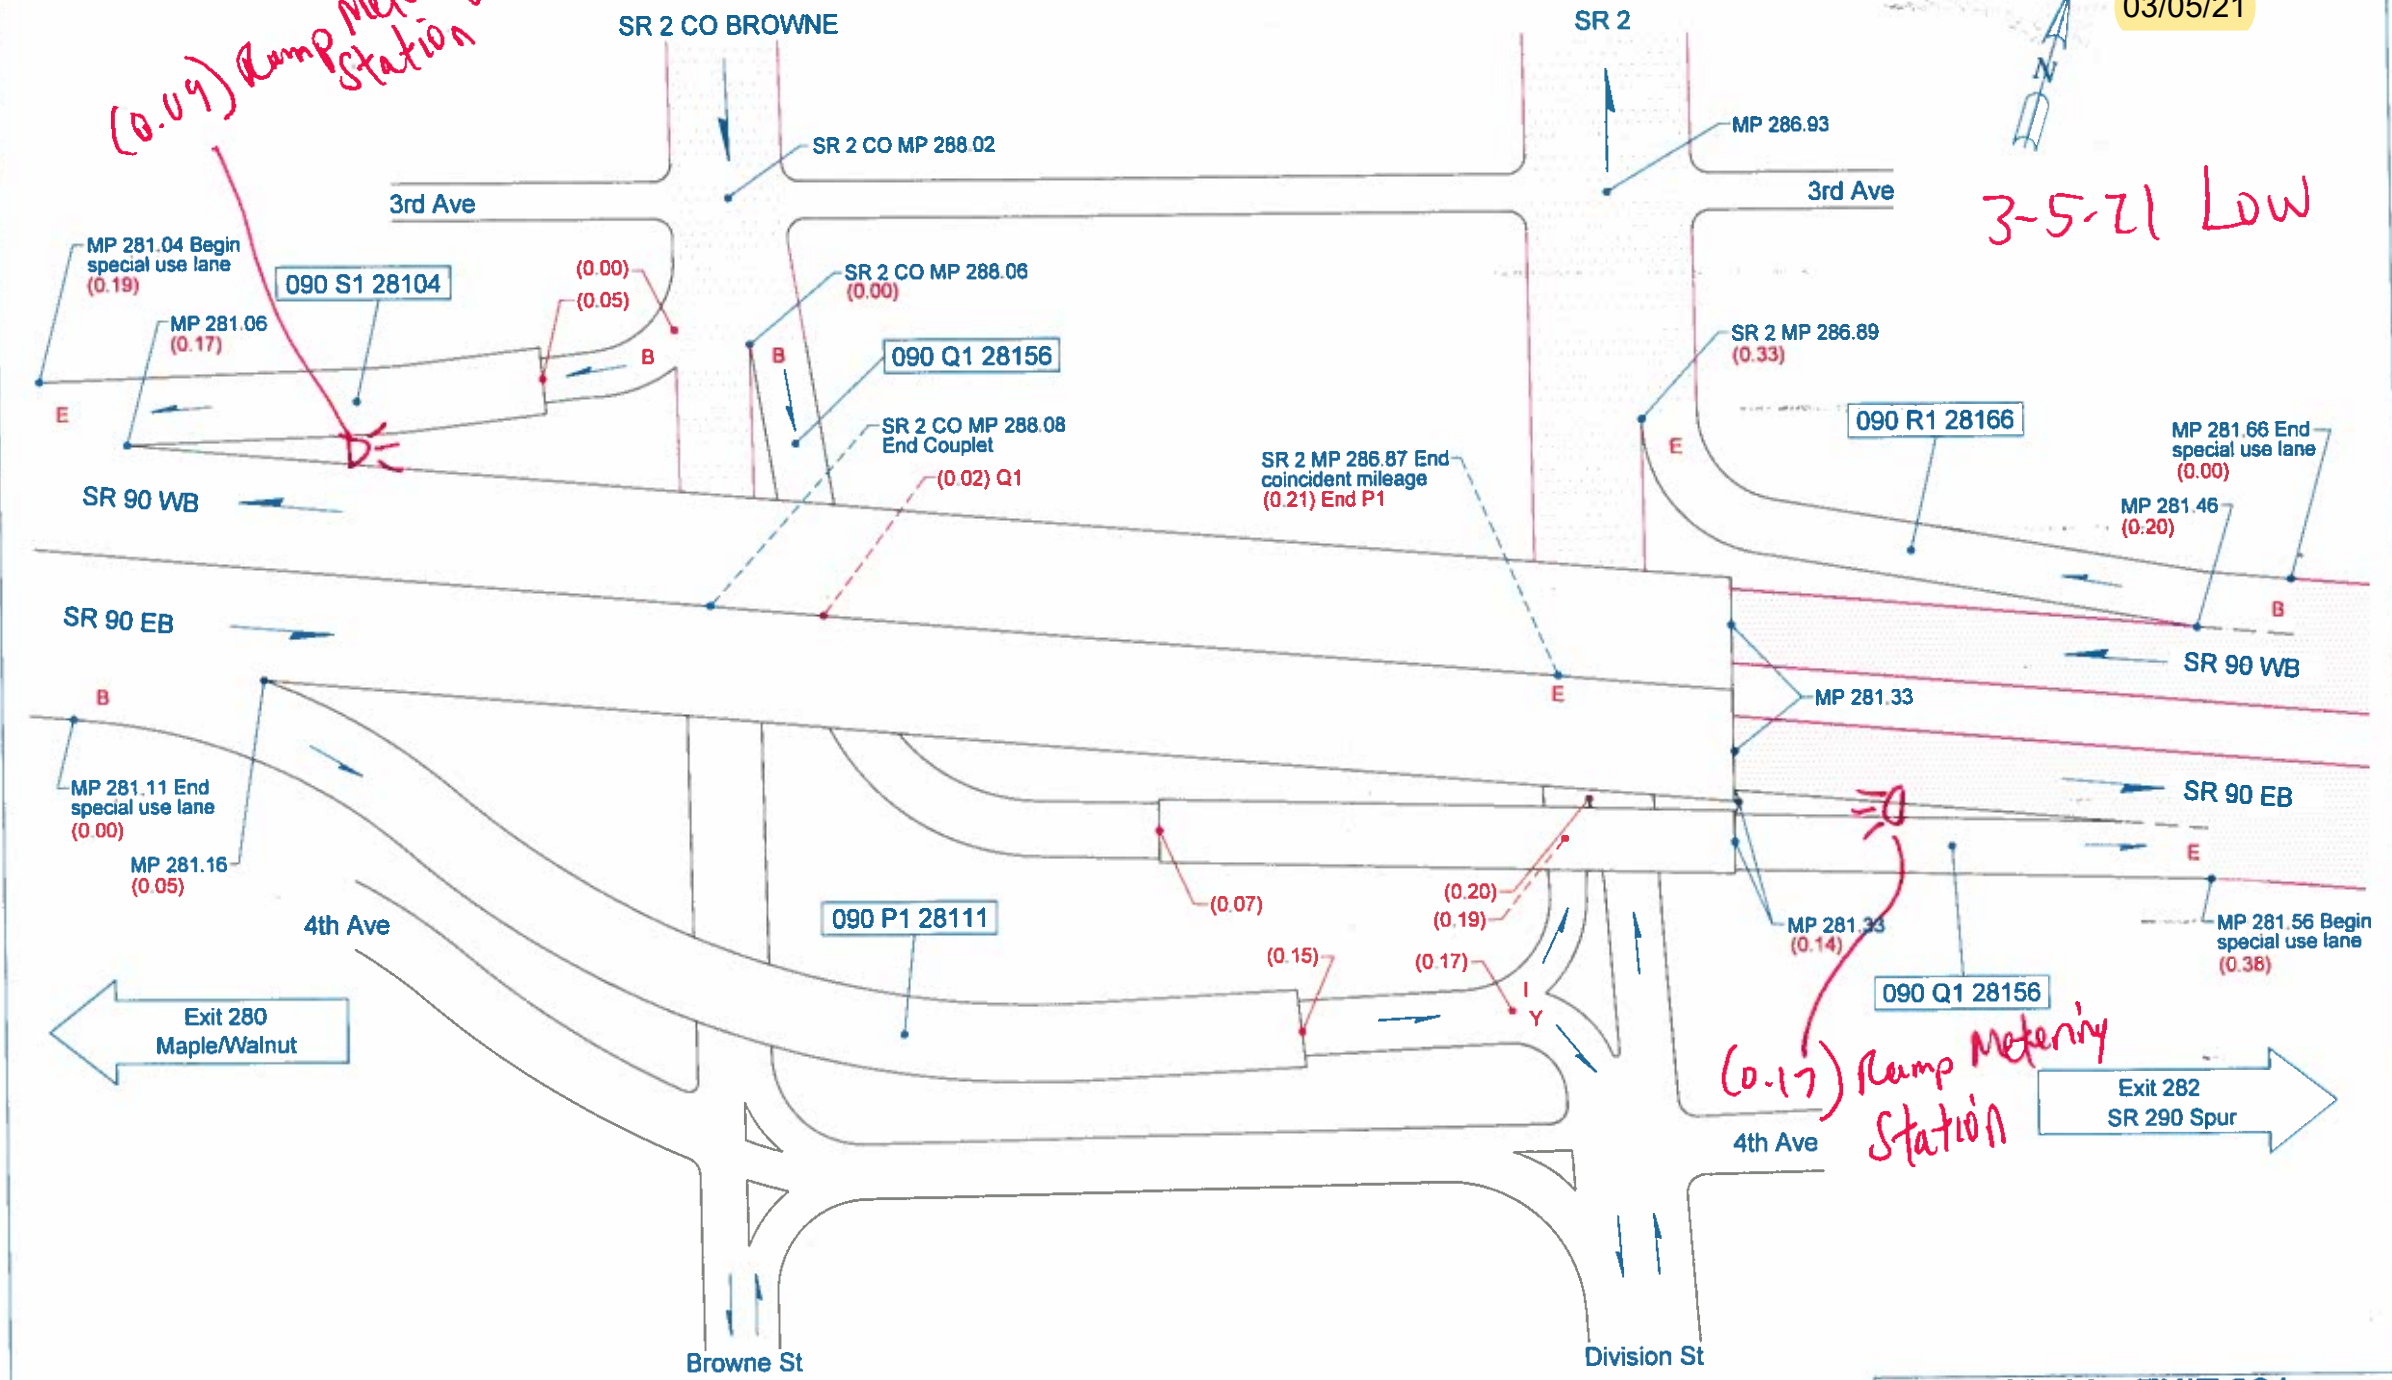 SR 2 CO BROWNE
SR 2
03/05/21
(0.09) Ramp
Station
N
3-5-21 LOW
SR 2 CO MP 288.02
MP 286.93
3rd Ave
3rd Ave
MP 281.04 Begin
special use lane
(0.19)
090 S1 28104
(0.00)
(0.05)
SR 2 CO MP 288.06
(0.00)
MP 281.06
(0.17)
B
B
090 Q1 28156
SR 2 MP 286.89
(0.33)
E
SR 2 CO MP 288.08
End Couplet
(0.02) Q1
SR 2 MP 286.87 End
coincident mileage
(0.21) End P1
E
090 R1 28166
MP 281.66 End
special use lane
(0.00)
MP 281.46
(0.20)
SR 90 WB
B
SR 90 EB
SR 90 WB
E
MP 281.33
B
SR 90 EB
MP 281.11 End
special use lane
(0.00)
MP 281.16
(0.05)
E
(0.07)
(0.20)
(0.19)
4th Ave
090 P1 28111
MP 281.33
(0.14)
MP 281.56 Begin
special use lane
(0.38)
(0.15)
(0.17)
I
Y
090 Q1 28156
Exit 280
Maple/Walnut
(0.17) Ramp Metering
Station
Exit 282
SR 290 Spur
4th Ave
Browne St
Division St